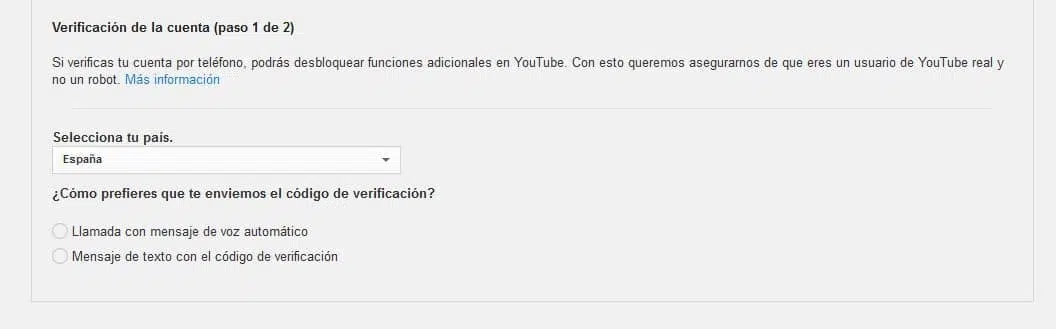 Verificación de la cuenta (paso 1 de 2)
Si verificas tu cuenta por teléfono, podrás desbloquear funciones adicionales en YouTube. Con esto queremos asegurarnos de que eres un usuario de YouTube real y
no un robot. Más información
Selecciona tu país.
España
¿Cómo prefieres que te enviemos el código de verificación?
Llamada con mensaje de voz automático
Mensaje de texto con el código de verificación